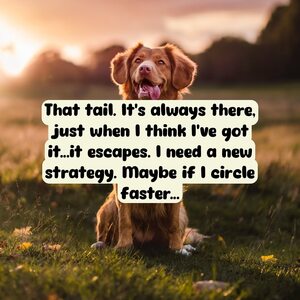 That tail. It's always there,
just when I think I've got
it...it escapes. I need a new
strategy. Maybe if I circle
faster...